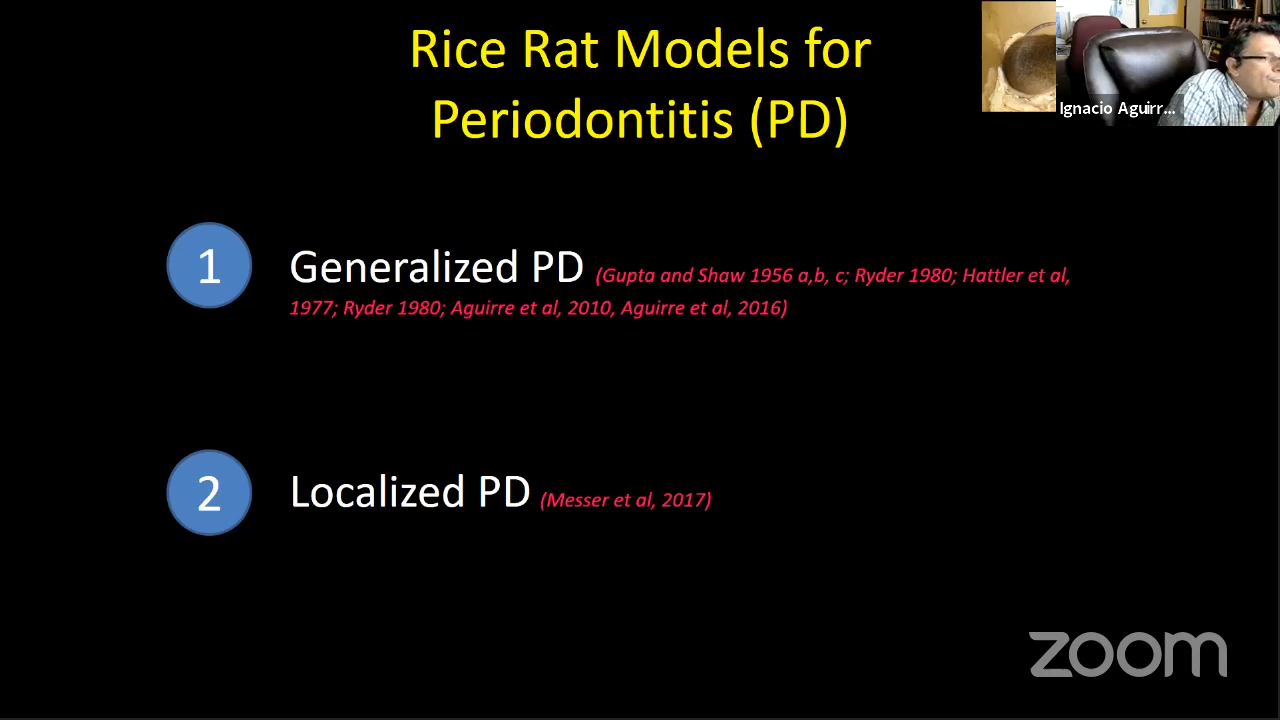 Rice Rat Models for
Periodontitis (PD)
Ignacio Aguirr...
1
Generalized PD (Gupta and Shaw 1956 a,b, c; Ryder 1980; Hattler et al,
1977; Ryder 1980; Aguirre et al, 2010, Aguirre et al, 2016)
2
Localized PD (Messer et al, 2017)
zoom